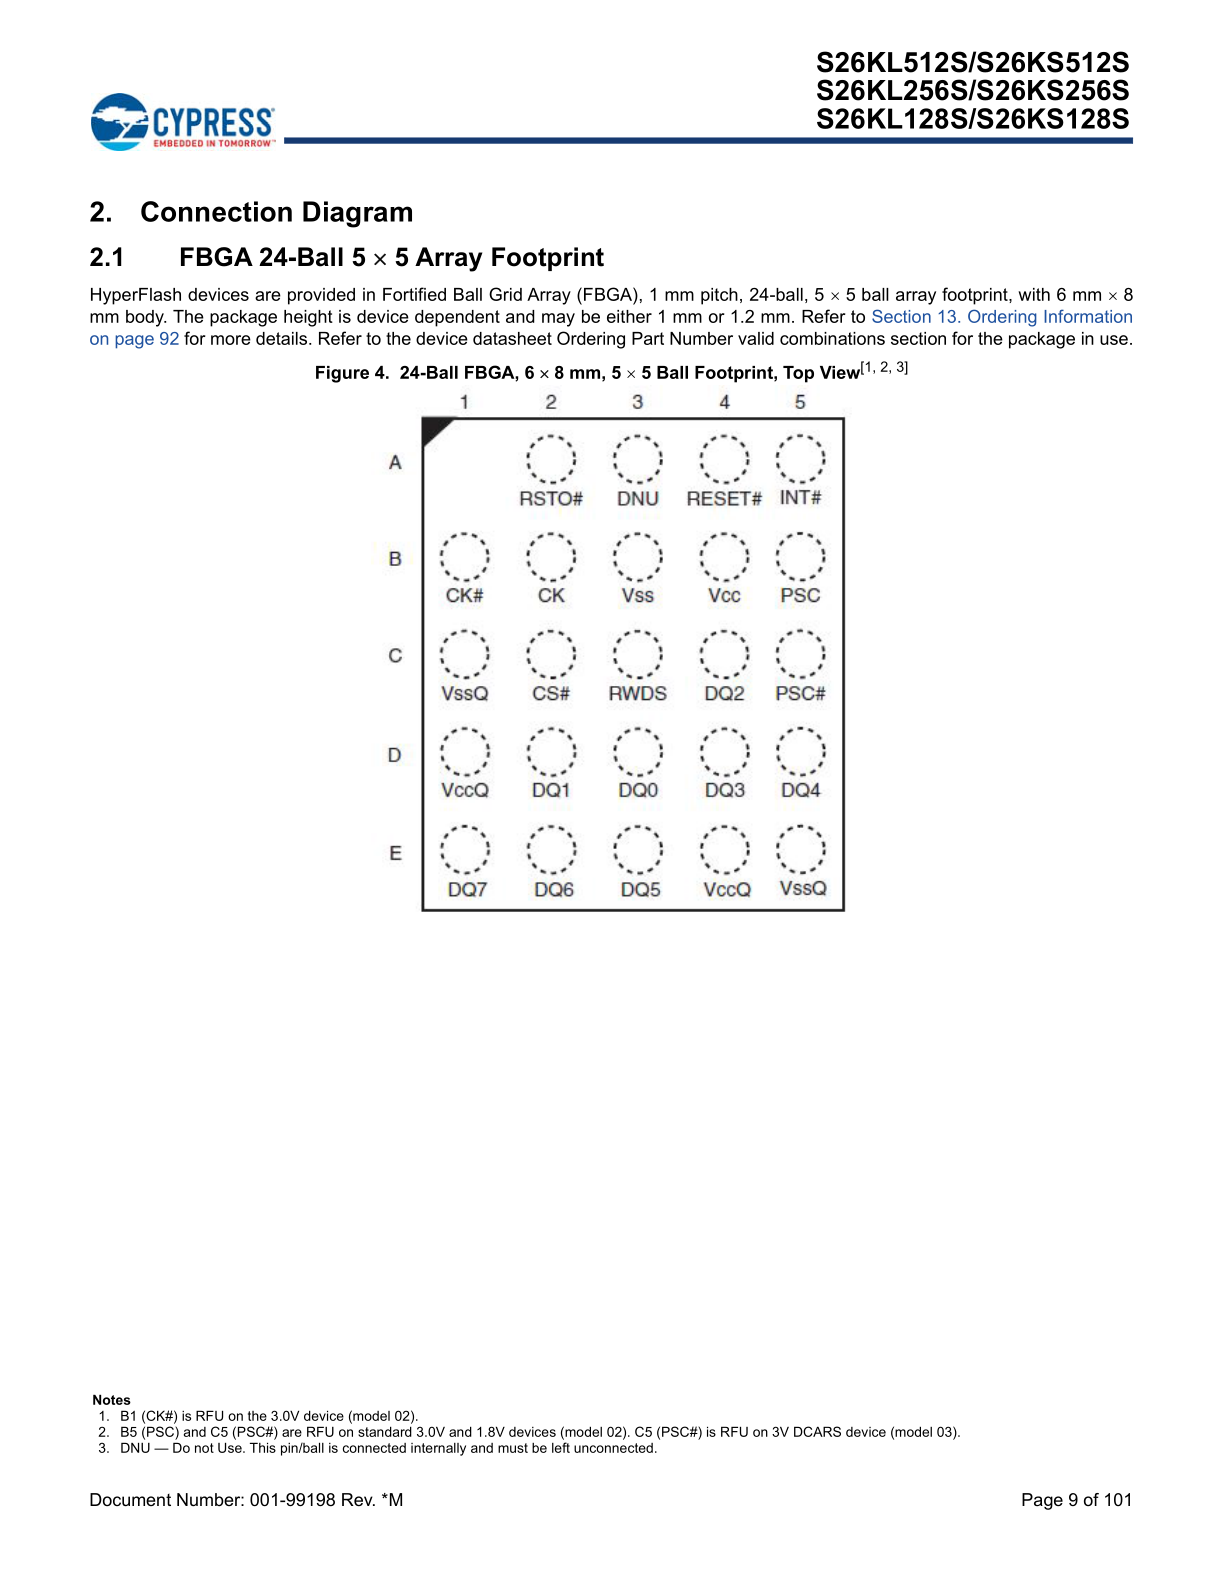 S26KL512S/S26KS512S
S26KL256S/S26KS256S
S26KL128S/S26KS128S
CYPRESS®
EMBEDDED IN TOMORROW™
2. Connection Diagram
2.1 FBGA 24-Ball 5 × 5 Array Footprint
HyperFlash devices are provided in Fortified Ball Grid Array (FBGA), 1 mm pitch, 24-ball, 5 × 5 ball array footprint, with 6 mm × 8
mm body. The package height is device dependent and may be either 1 mm or 1.2 mm. Refer to Section 13. Ordering Information
on page 92 for more details. Refer to the device datasheet Ordering Part Number valid combinations section for the package in use.
Figure 4. 24-Ball FBGA, 6 × 8 mm, 5 × 5 Ball Footprint, Top View[1, 2, 3]
1 2 3 4 5
A
RSTO# DNU RESET# INT#
B
CK# CK Vss Vcc PSC
C
VssQ CS# RWDS DQ2 PSC#
D
VccQ DQ1 DQ0 DQ3 DQ4
E
DQ7 DQ6 DQ5 VccQ VssQ
Notes
1. B1 (CK#) is RFU on the 3.0V device (model 02).
2. B5 (PSC) and C5 (PSC#) are RFU on standard 3.0V and 1.8V devices (model 02). C5 (PSC#) is RFU on 3V DCARS device (model 03).
3. DNU — Do not Use. This pin/ball is connected internally and must be left unconnected.
Document Number: 001-99198 Rev. *M
Page 9 of 101